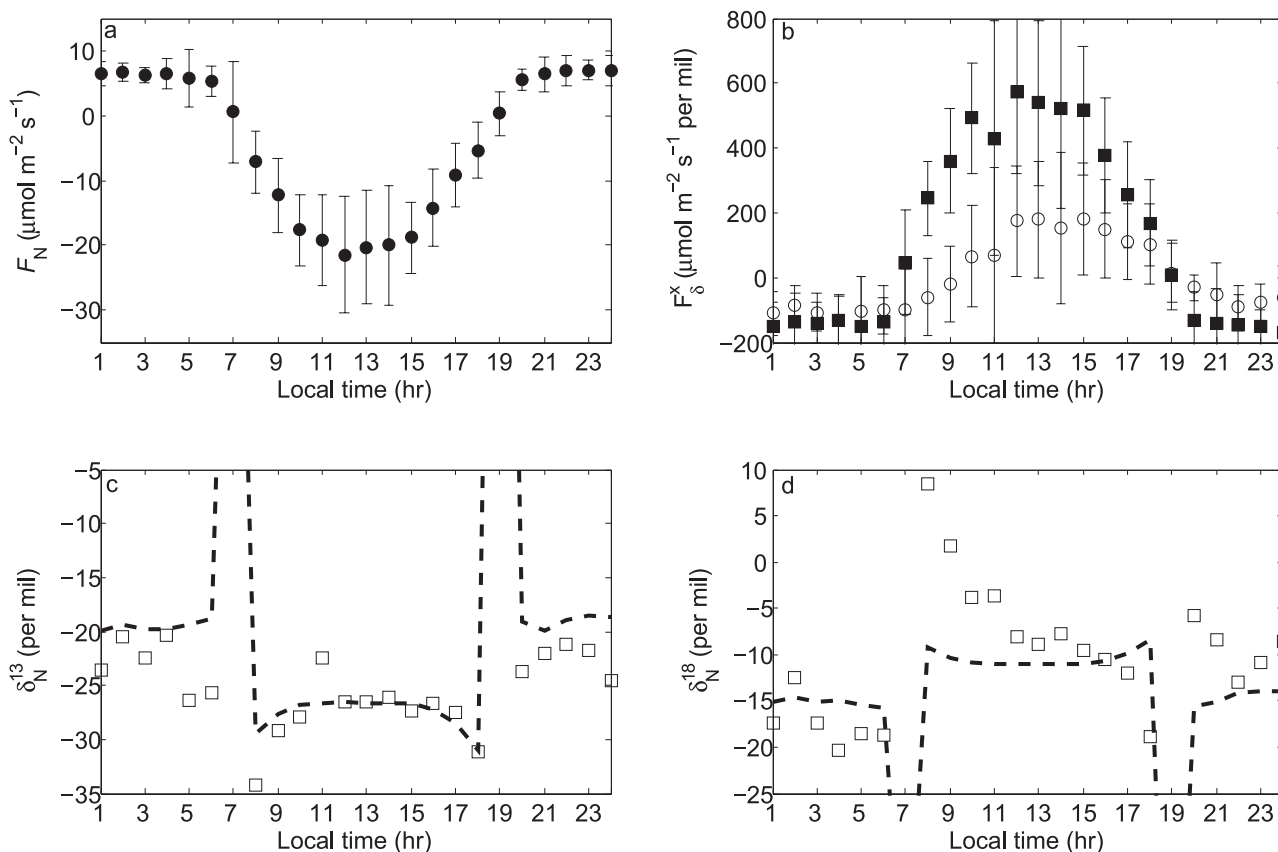 a
10
0
−10
−20
−30
F_N (μmol m⁻² s⁻¹)
1 3 5 7 9 11 13 15 17 19 21 23
Local time (hr)
b
800
600
400
200
0
−200
F_δ^x (μmol m⁻² s⁻¹ per mil)
1 3 5 7 9 11 13 15 17 19 21 23
Local time (hr)
c
−5
−10
−15
−20
−25
−30
−35
δ_N^13 (per mil)
1 3 5 7 9 11 13 15 17 19 21 23
Local time (hr)
d
10
5
0
−5
−10
−15
−20
−25
δ_N^18 (per mil)
1 3 5 7 9 11 13 15 17 19 21 23
Local time (hr)